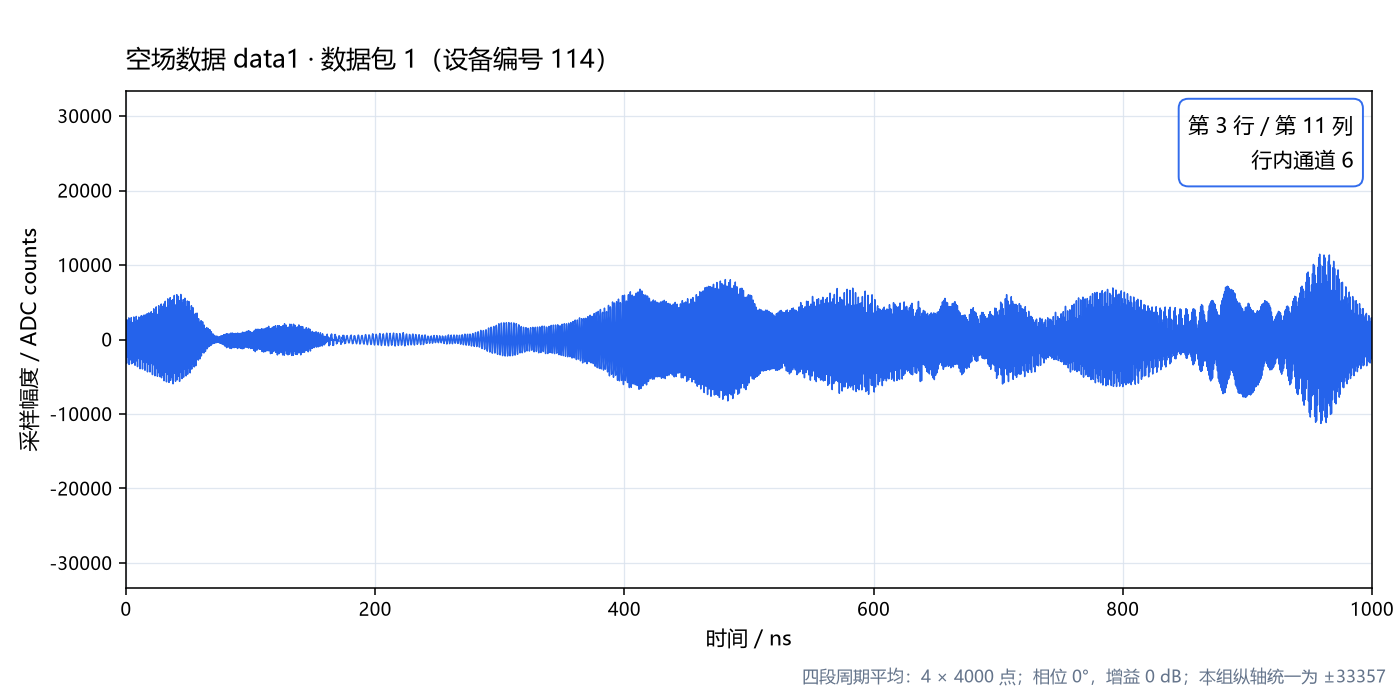 空场数据 data1 · 数据包 1（设备编号 114）
第 3 行 / 第 11 列
行内通道 6
采样幅度 / ADC counts
30000
20000
10000
0
-10000
-20000
-30000
0 200 400 600 800 1000
时间 / ns
四段周期平均：4 × 4000 点；相位 0°，增益 0 dB；本组纵轴统一为 ±33357